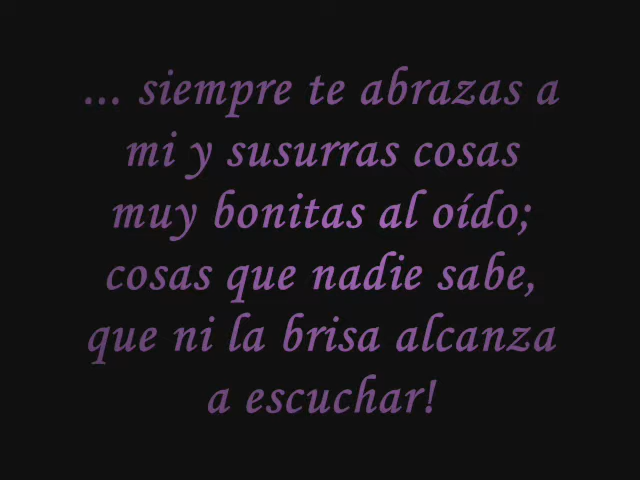 ... siempre te abrazas a
mi y susurras cosas
muy bonitas al oído;
cosas que nadie sabe,
que ni la brisa alcanza
a escuchar!